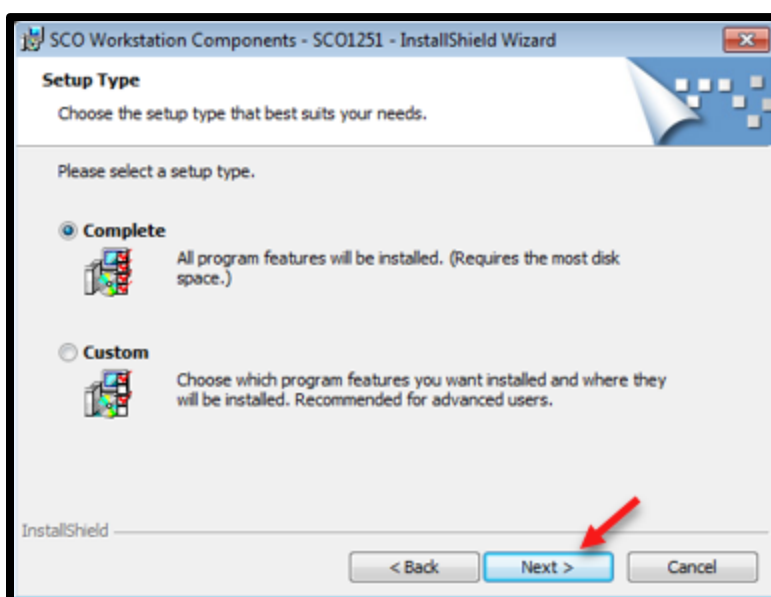 SCO Workstation Components - SCO1251 - InstallShield Wizard
Setup Type
Choose the setup type that best suits your needs.
Please select a setup type.
Complete
All program features will be installed. (Requires the most disk
space.)
Custom
Choose which program features you want installed and where they
will be installed. Recommended for advanced users.
InstallShield
< Back Next > Cancel